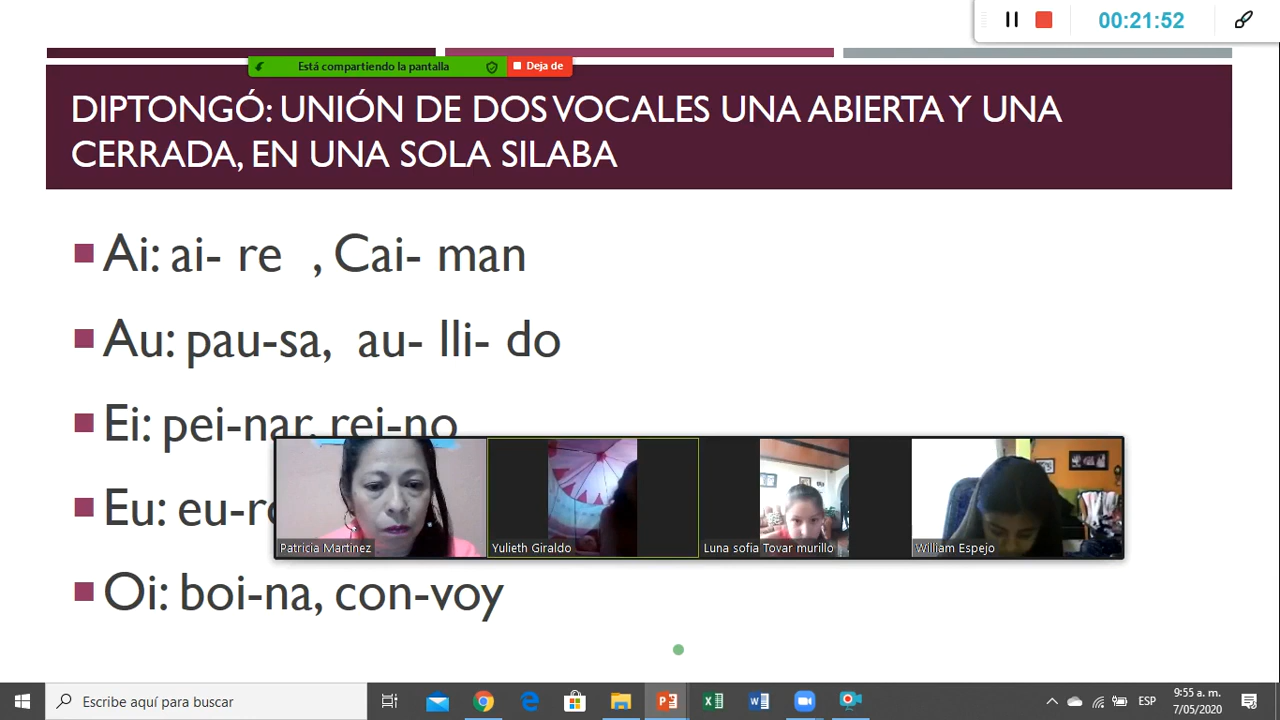 00:21:52
Está compartiendo la pantalla
Deja de
DIPTONGÓ: UNIÓN DE DOS VOCALES UNA ABIERTA Y UNA
CERRADA, EN UNA SOLA SILABA
Ai: ai- re , Cai- man
Au: pau-sa, au- lli- do
Ei: pei-nar, rei-no
Eu: eu-ro
Patricia Martinez
Yulieth Giraldo
Luna sofia Tovar murillo
William Espejo
Oi: boi-na, con-voy
Escribe aquí para buscar
ESP
9:55 a. m.
7/05/2020